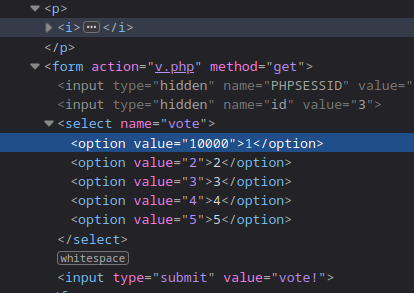 <p>
<i> ⋯ </i>
</p>
<form action="v.php" method="get">
<input type="hidden" name="PHPSESSID" value="
<input type="hidden" name="id" value="3">
<select name="vote">
<option value="10000">1</option>
<option value="2">2</option>
<option value="3">3</option>
<option value="4">4</option>
<option value="5">5</option>
</select>
whitespace
<input type="submit" value="vote!">